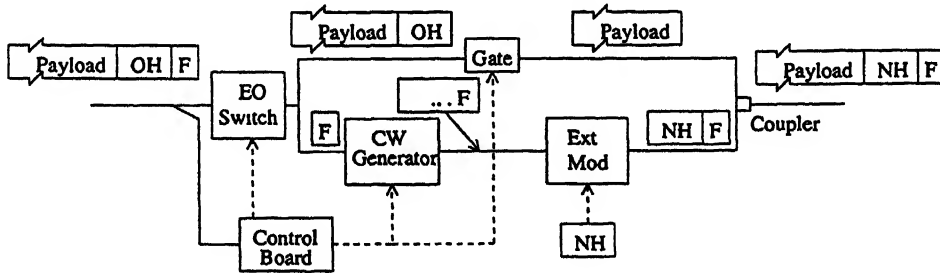 Payload OH F
Payload OH
Payload
Payload NH F
Gate
EO
Switch
... F
F
CW
Generator
Ext
Mod
NH F
Coupler
Control
Board
NH